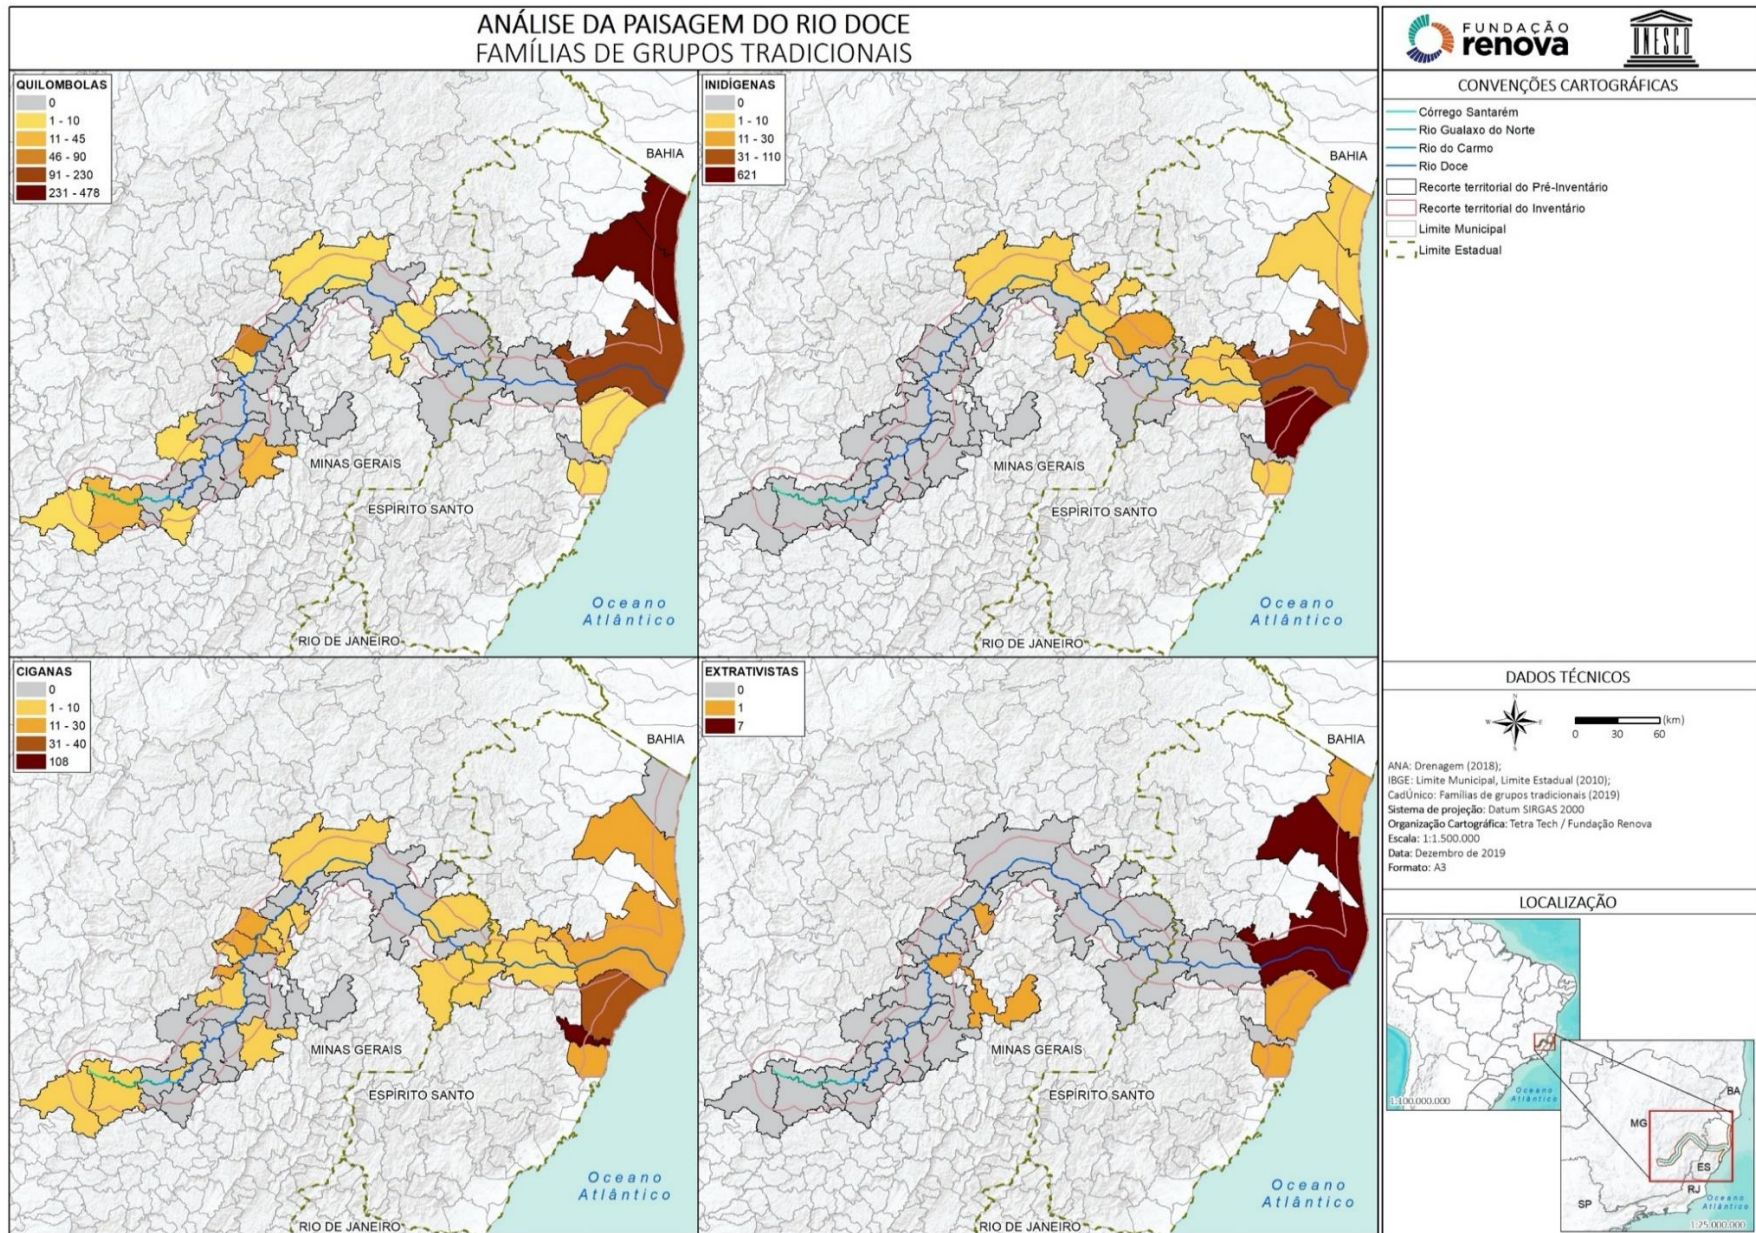 ANÁLISE DA PAISAGEM DO RIO DOCE
FAMÍLIAS DE GRUPOS TRADICIONAIS
QUILOMBOLAS
0
1 - 10
11 - 45
46 - 90
91 - 230
231 - 478
BAHIA
MINAS GERAIS
ESPÍRITO SANTO
RIO DE JANEIRO
Oceano
Atlântico
INIDÍGENAS
0
1 - 10
11 - 30
31 - 110
621
BAHIA
MINAS GERAIS
ESPÍRITO SANTO
RIO DE JANEIRO
Oceano
Atlântico
CIGANAS
0
1 - 10
11 - 30
31 - 40
108
BAHIA
MINAS GERAIS
ESPÍRITO SANTO
RIO DE JANEIRO
Oceano
Atlântico
EXTRATIVISTAS
0
1
7
BAHIA
MINAS GERAIS
ESPÍRITO SANTO
RIO DE JANEIRO
Oceano
Atlântico
FUNDAÇÃO
renova
UNESCO
CONVENÇÕES CARTOGRÁFICAS
Córrego Santarém
Rio Gualaxo do Norte
Rio do Carmo
Rio Doce
Recorte territorial do Pré-Inventário
Recorte territorial do Inventário
Limite Municipal
Limite Estadual
DADOS TÉCNICOS
N
W E
S
(km)
0 30 60
ANA: Drenagem (2018);
IBGE: Limite Municipal, Limite Estadual (2010);
CadÚnico: Famílias de grupos tradicionais (2019)
Sistema de projeção: Datum SIRGAS 2000
Organização Cartográfica: Tetra Tech / Fundação Renova
Escala: 1:1.500.000
Data: Dezembro de 2019
Formato: A3
LOCALIZAÇÃO
Oceano
Atlântico
1:100.000.000
BA
MG
ES
RJ
SP
Oceano
Atlântico
1:25.000.000